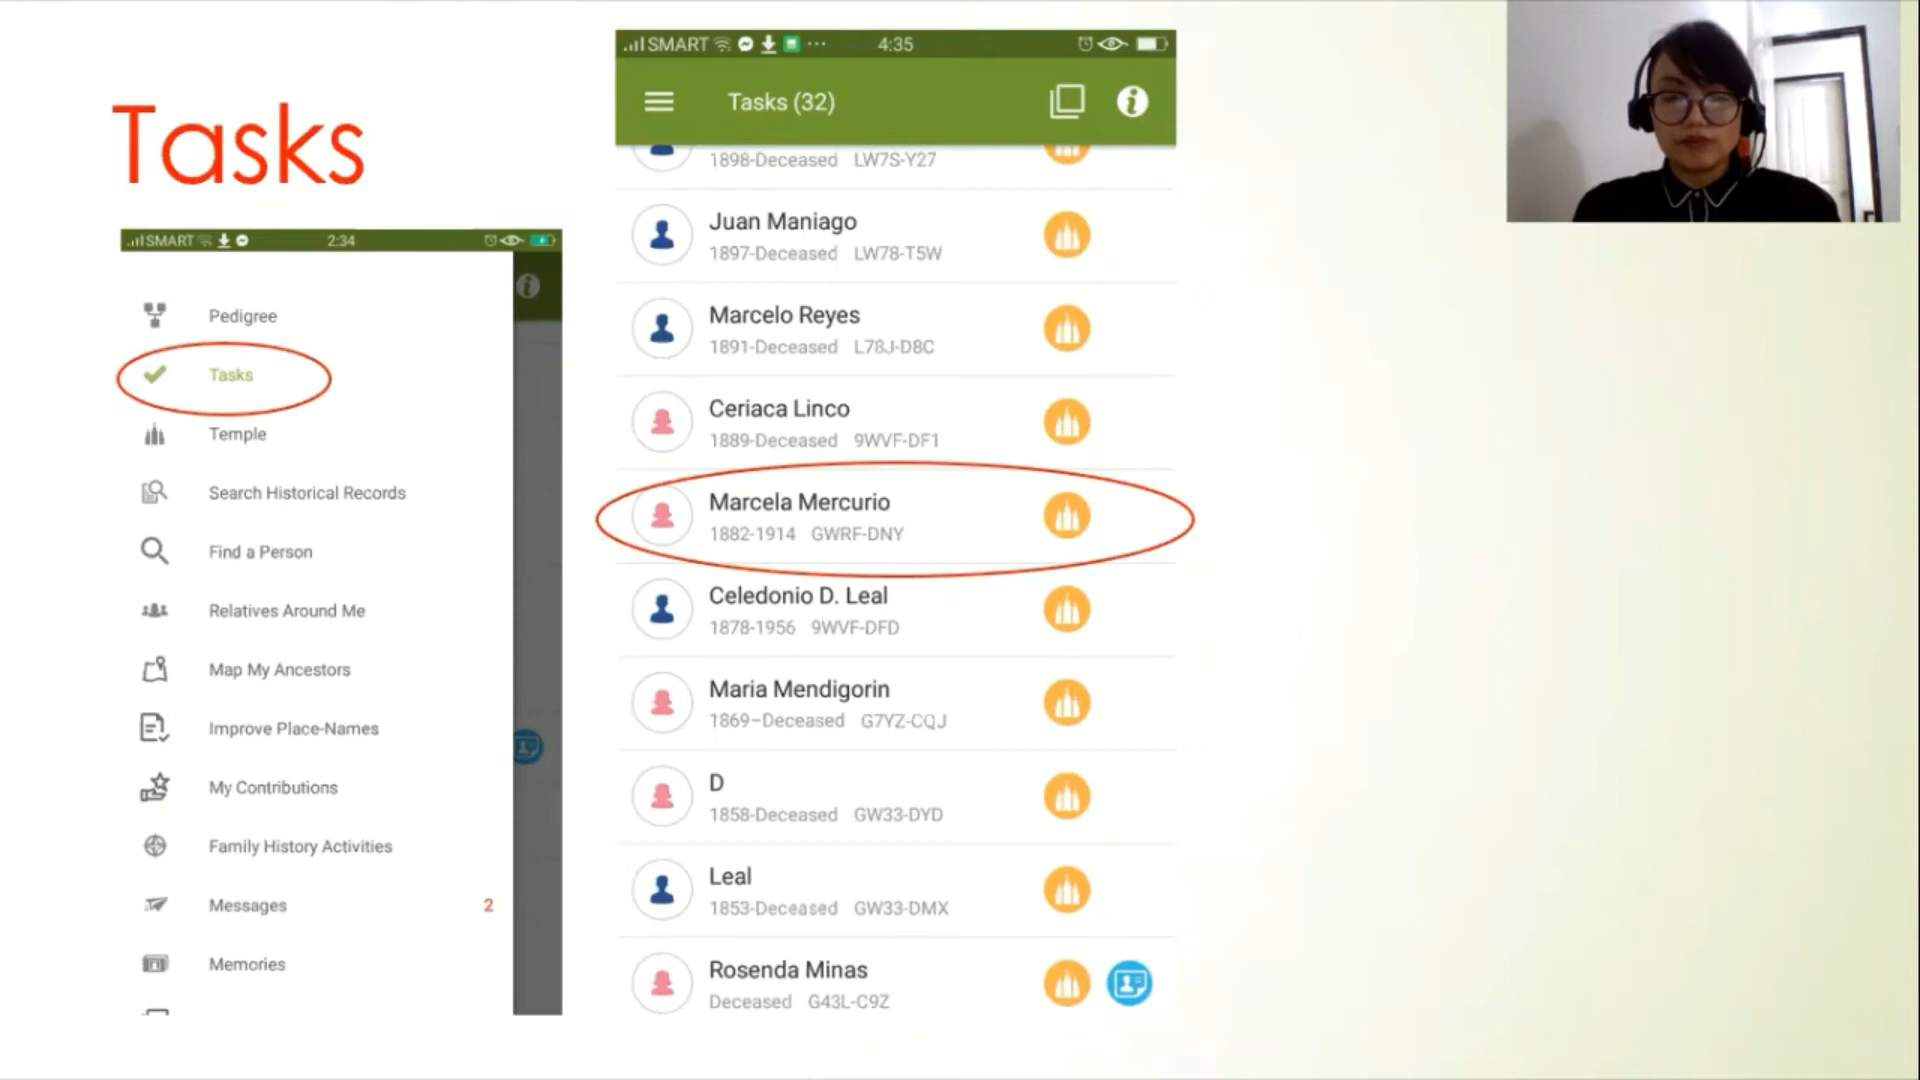 Tasks
SMART 2:34
Pedigree
Tasks
Temple
Search Historical Records
Find a Person
Relatives Around Me
Map My Ancestors
Improve Place-Names
My Contributions
Family History Activities
Messages 2
Memories
SMART 4:35
Tasks (32)
1898-Deceased LW7S-Y27
Juan Maniago
1897-Deceased LW78-T5W
Marcelo Reyes
1891-Deceased L78J-D8C
Ceriaca Linco
1889-Deceased 9WVF-DF1
Marcela Mercurio
1882-1914 GWRF-DNY
Celedonio D. Leal
1878-1956 9WVF-DFD
Maria Mendigorin
1869–Deceased G7YZ-CQJ
D
1858-Deceased GW33-DYD
Leal
1853-Deceased GW33-DMX
Rosenda Minas
Deceased G43L-C9Z